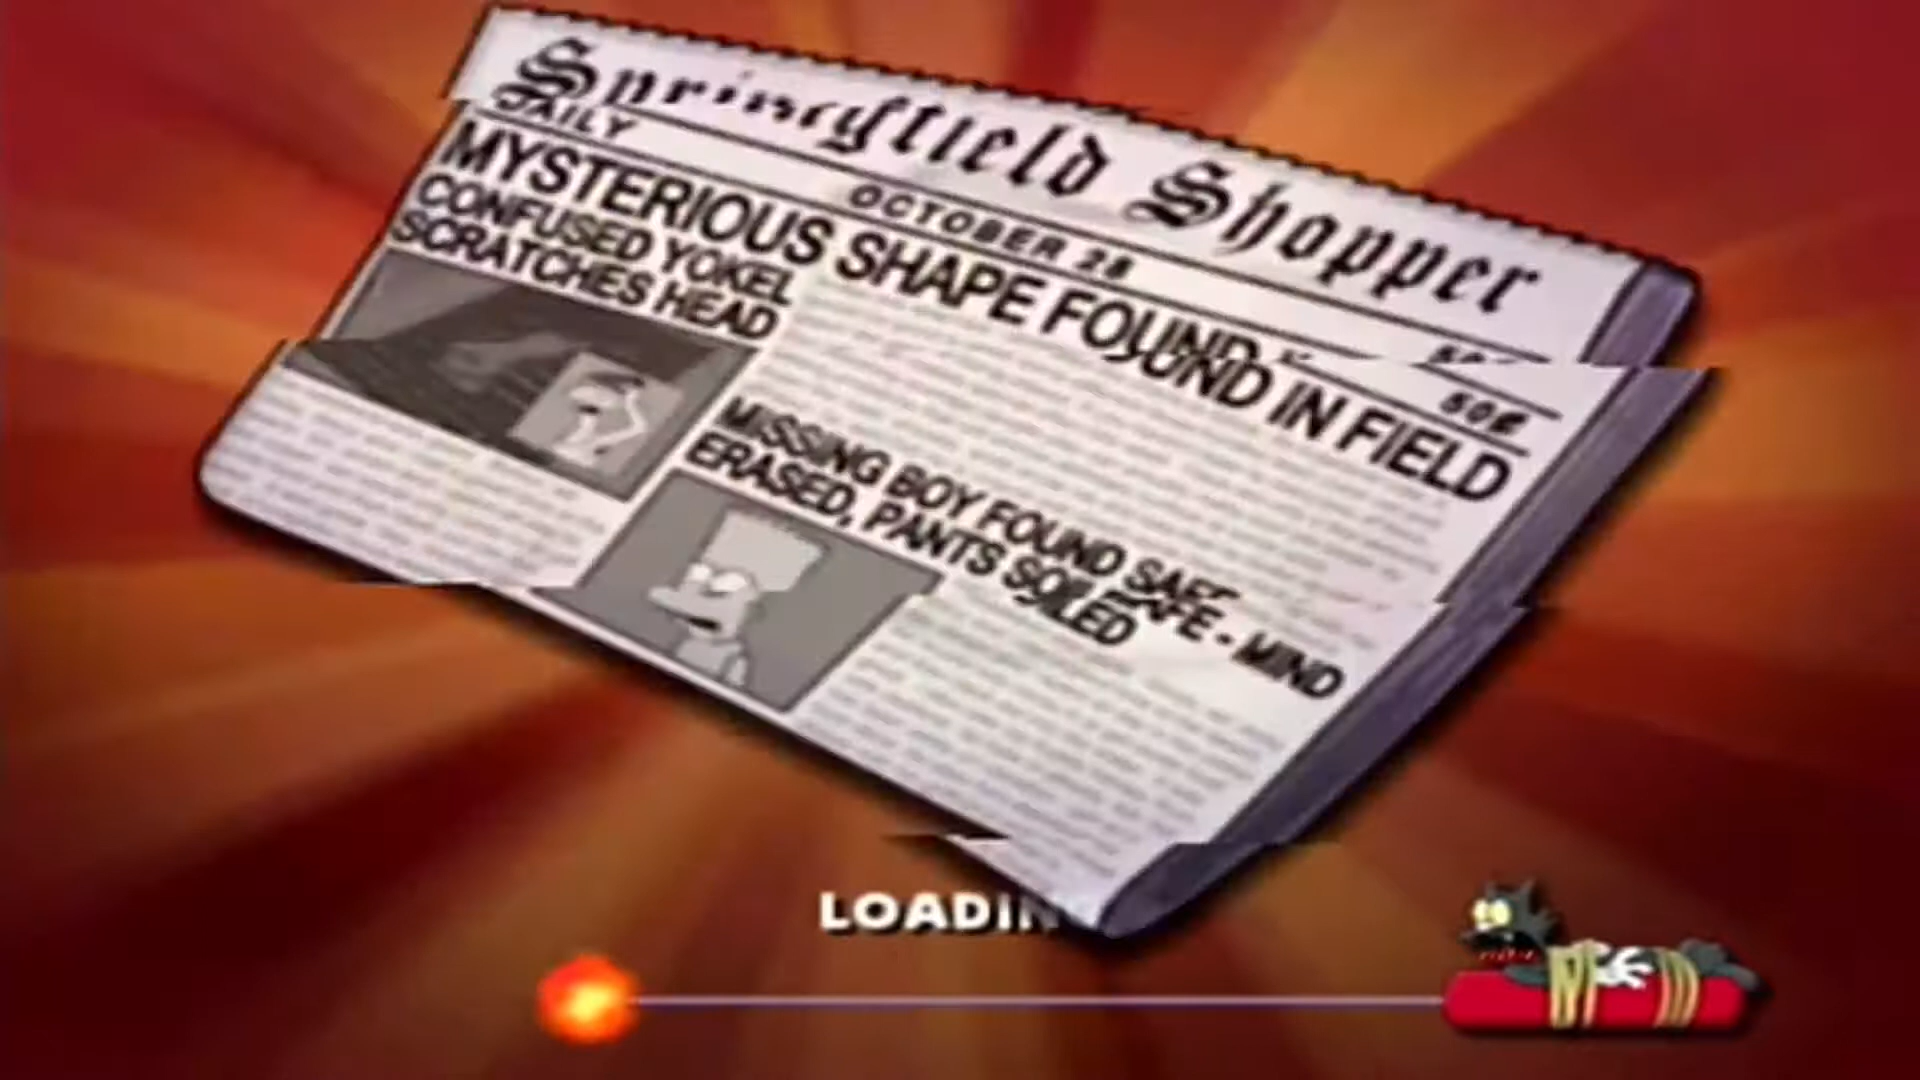 Springfield Shopper
DAILY
OCTOBER 28
50¢
MYSTERIOUS SHAPE FOUND IN FIELD
CONFUSED YOKEL
SCRATCHES HEAD
MISSING BOY FOUND SAFE - MIND
ERASED, PANTS SOILED
LOADIN